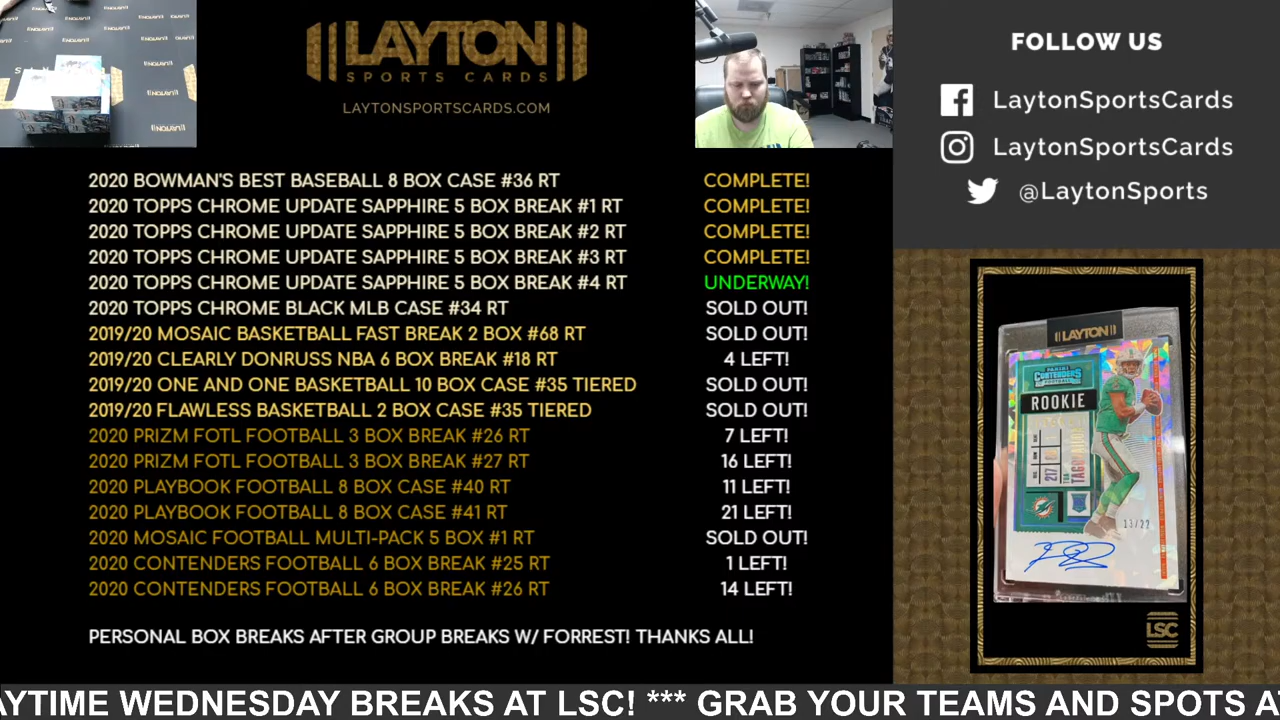 LAYTON
SPORTS CARDS
LAYTONSPORTSCARDS.COM
FOLLOW US
LaytonSportsCards
LaytonSportsCards
@LaytonSports
2020 BOWMAN'S BEST BASEBALL 8 BOX CASE #36 RT COMPLETE!
2020 TOPPS CHROME UPDATE SAPPHIRE 5 BOX BREAK #1 RT COMPLETE!
2020 TOPPS CHROME UPDATE SAPPHIRE 5 BOX BREAK #2 RT COMPLETE!
2020 TOPPS CHROME UPDATE SAPPHIRE 5 BOX BREAK #3 RT COMPLETE!
2020 TOPPS CHROME UPDATE SAPPHIRE 5 BOX BREAK #4 RT UNDERWAY!
2020 TOPPS CHROME BLACK MLB CASE #34 RT SOLD OUT!
2019/20 MOSAIC BASKETBALL FAST BREAK 2 BOX #68 RT SOLD OUT!
2019/20 CLEARLY DONRUSS NBA 6 BOX BREAK #18 RT 4 LEFT!
2019/20 ONE AND ONE BASKETBALL 10 BOX CASE #35 TIERED SOLD OUT!
2019/20 FLAWLESS BASKETBALL 2 BOX CASE #35 TIERED SOLD OUT!
2020 PRIZM FOTL FOOTBALL 3 BOX BREAK #26 RT 7 LEFT!
2020 PRIZM FOTL FOOTBALL 3 BOX BREAK #27 RT 16 LEFT!
2020 PLAYBOOK FOOTBALL 8 BOX CASE #40 RT 11 LEFT!
2020 PLAYBOOK FOOTBALL 8 BOX CASE #41 RT 21 LEFT!
2020 MOSAIC FOOTBALL MULTI-PACK 5 BOX #1 RT SOLD OUT!
2020 CONTENDERS FOOTBALL 6 BOX BREAK #25 RT 1 LEFT!
2020 CONTENDERS FOOTBALL 6 BOX BREAK #26 RT 14 LEFT!
PERSONAL BOX BREAKS AFTER GROUP BREAKS W/ FORREST! THANKS ALL!
LAYTON
PANINI
CONTENDERS
FOOTBALL
ROOKIE
217
TUA
TAGOVAILOA
13/22
LSC
AYTIME WEDNESDAY BREAKS AT LSC! *** GRAB YOUR TEAMS AND SPOTS A